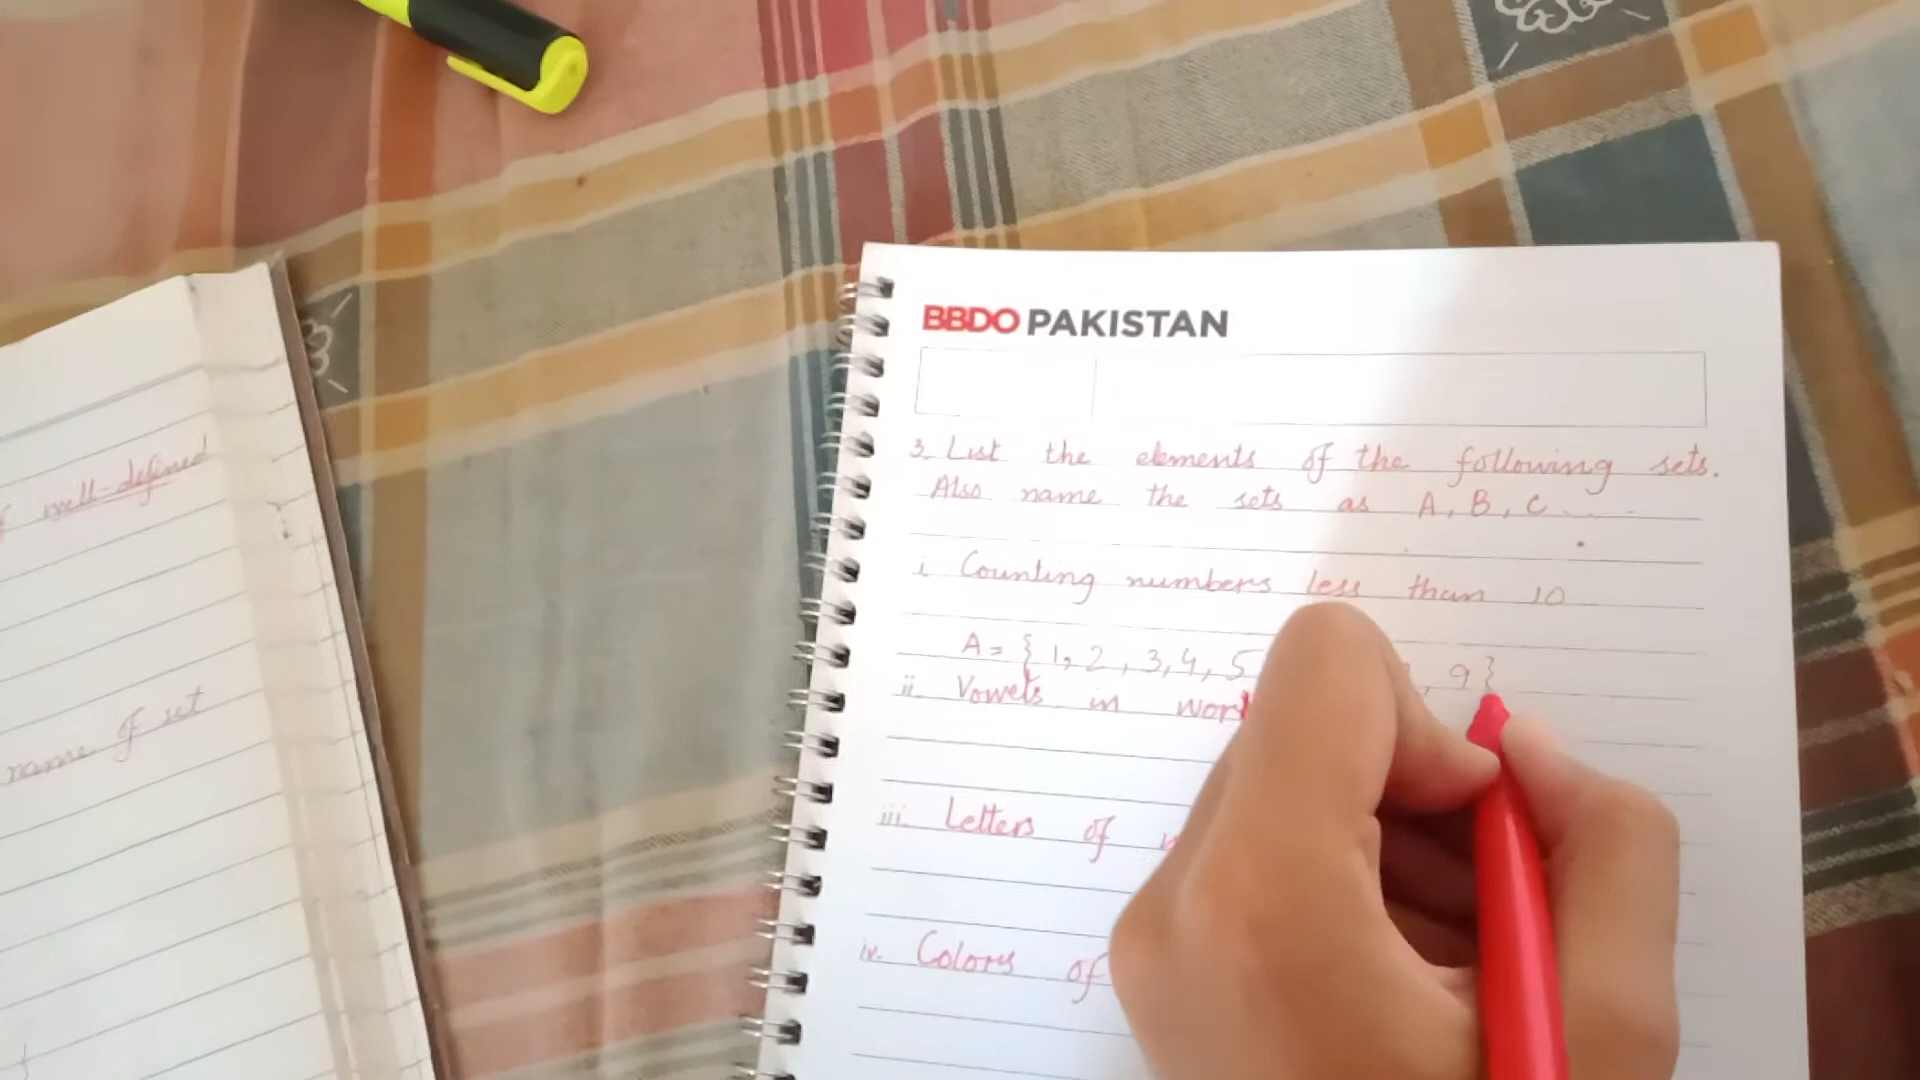 well-defined
name of set
BBDO PAKISTAN
3. List the elements of the following sets.
Also name the sets as A, B, C....
i. Counting numbers less than 10
A = { 1, 2, 3, 4, 5 , 9 }
ii. Vowels in
iii. Letters of
iv. Colors of